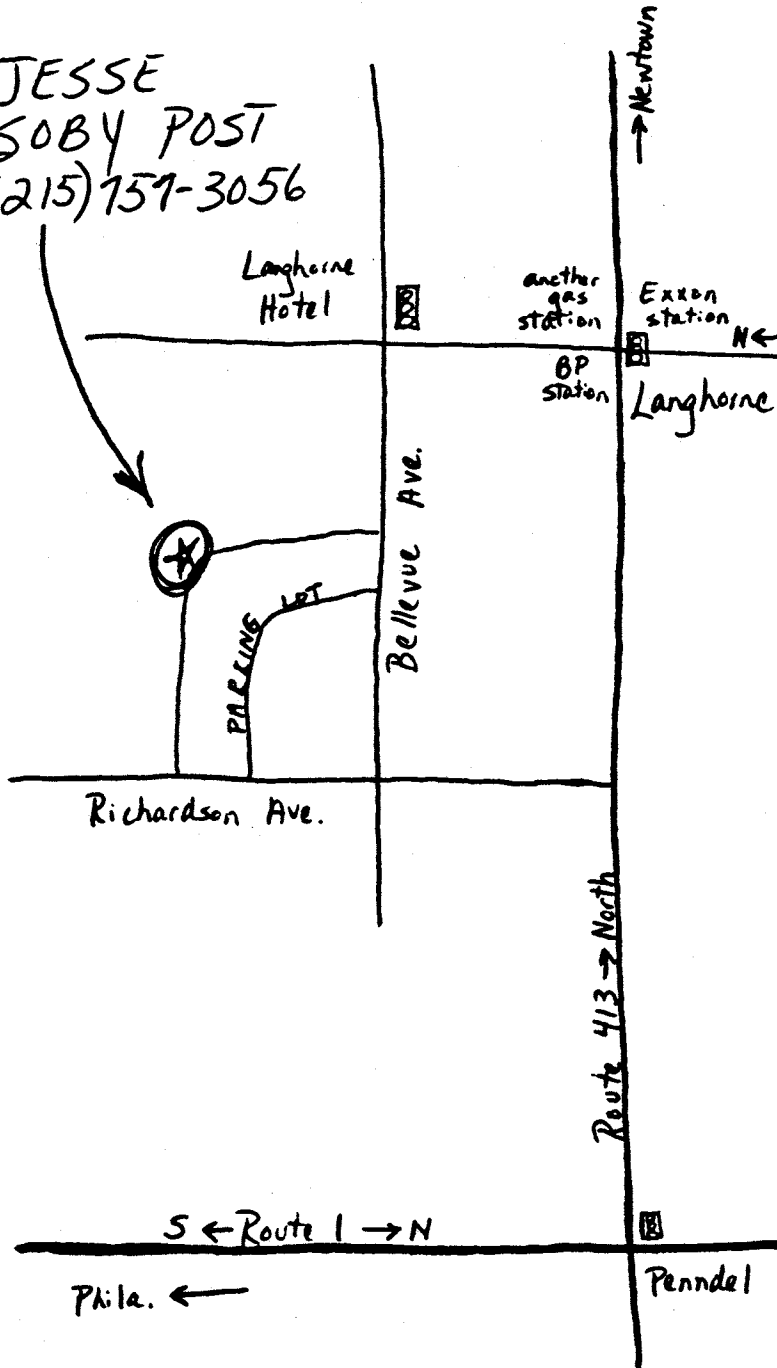 JESSE
SOBY POST
(215) 757-3056
→ Newtown
Langhorne
Hotel
another
gas
station
Exxon
station
N ←
BP
station
Langhorne
Bellevue Ave.
PARKING LOT
Richardson Ave.
Route 413 → North
S ← Route 1 → N
Phila. ←
Penndel